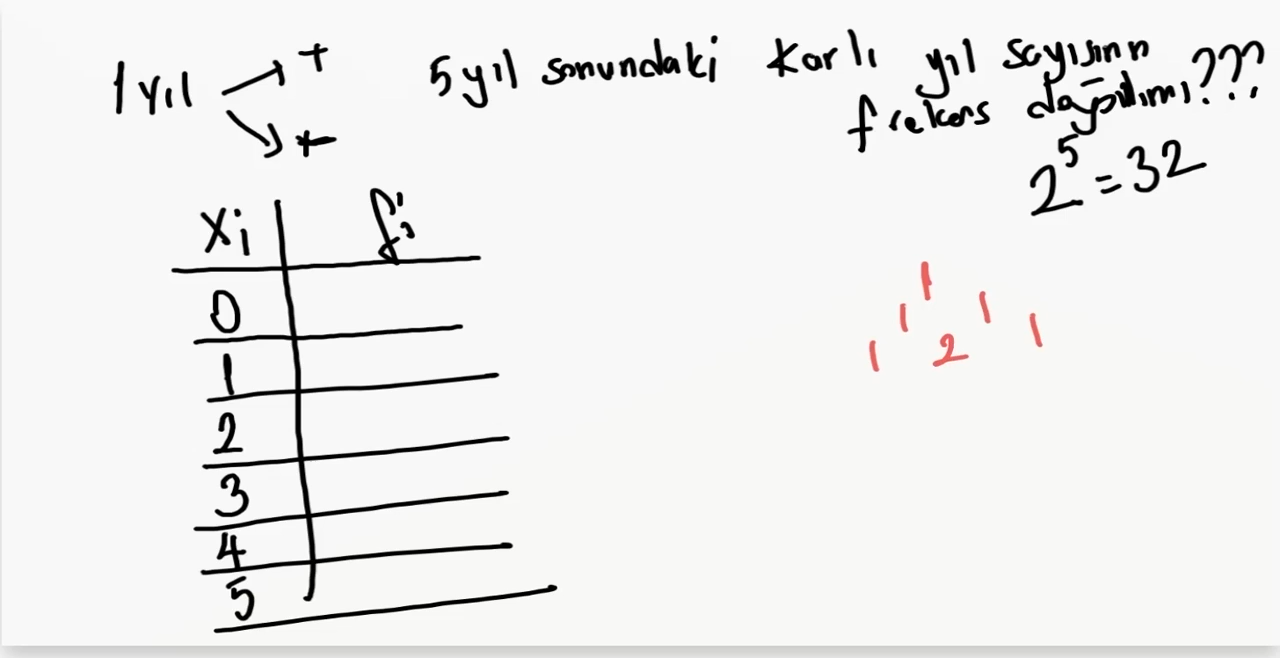 1 yıl + 5 yıl sonundaki Karlı yıl sayısının
- frekans dağılımı???
2^5 = 32
Xi fi
0
1
2
3
4
5
1
1 1
1 2 1